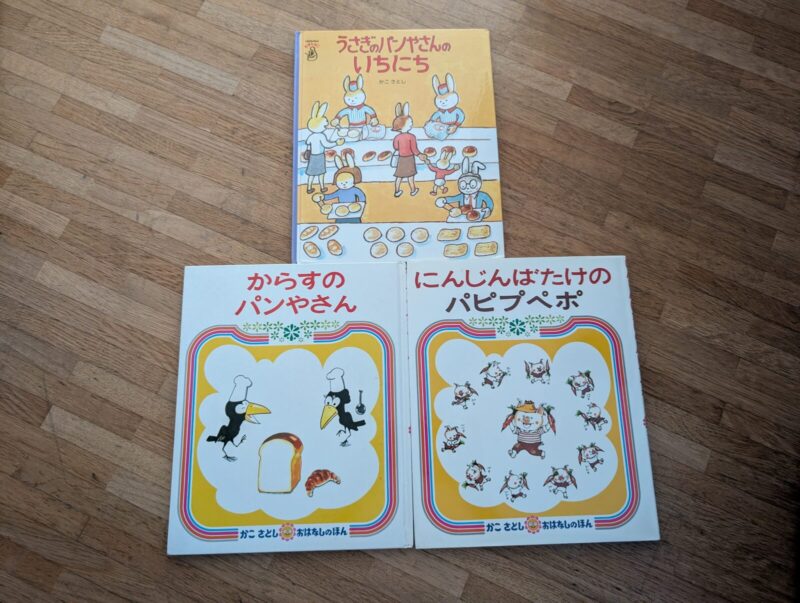 うさぎのパンやさんの
いちにち
かこ さとし
からすの
パンやさん
かこ さとし おはなしのほん
にんじんばたけの
パピプペポ
かこ さとし おはなしのほん